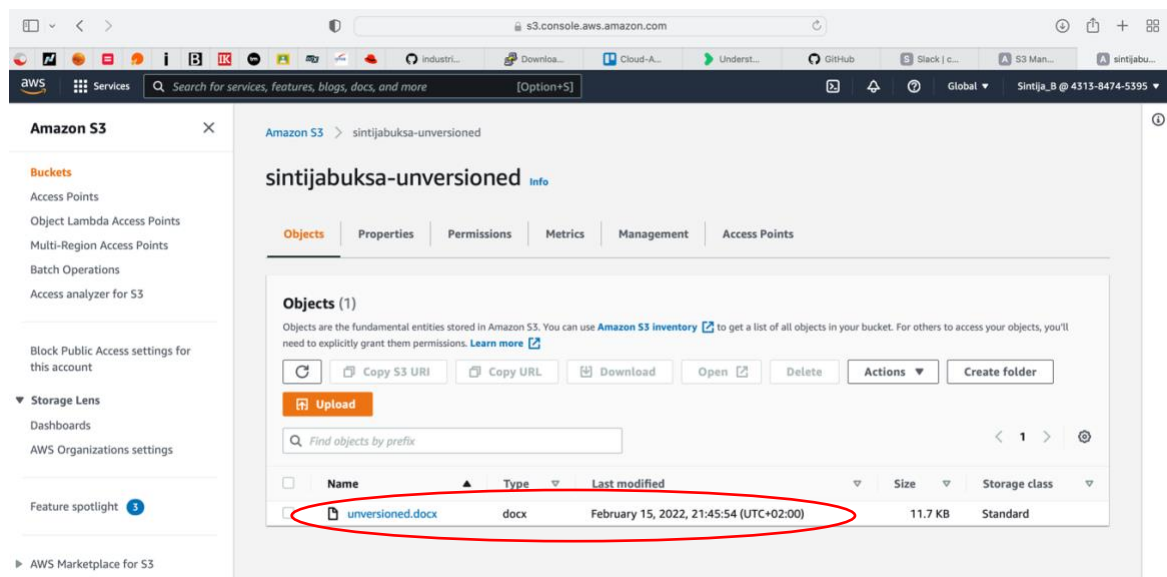 s3.console.aws.amazon.com
industri...
Downloa...
Cloud-A...
Underst...
GitHub
Slack | c...
S3 Man...
sintijabu...
aws
Services
Search for services, features, blogs, docs, and more
[Option+S]
Global
Sintija_B @ 4313-8474-5395
Amazon S3
Buckets
Access Points
Object Lambda Access Points
Multi-Region Access Points
Batch Operations
Access analyzer for S3
Block Public Access settings for
this account
Storage Lens
Dashboards
AWS Organizations settings
Feature spotlight 3
AWS Marketplace for S3
Amazon S3 > sintijabuksa-unversioned
sintijabuksa-unversioned Info
Objects Properties Permissions Metrics Management Access Points
Objects (1)
Objects are the fundamental entities stored in Amazon S3. You can use Amazon S3 inventory to get a list of all objects in your bucket. For others to access your objects, you'll
need to explicitly grant them permissions. Learn more
Copy S3 URI Copy URL Download Open Delete Actions Create folder
Upload
Find objects by prefix
1
Name Type Last modified Size Storage class
unversioned.docx docx February 15, 2022, 21:45:54 (UTC+02:00) 11.7 KB Standard